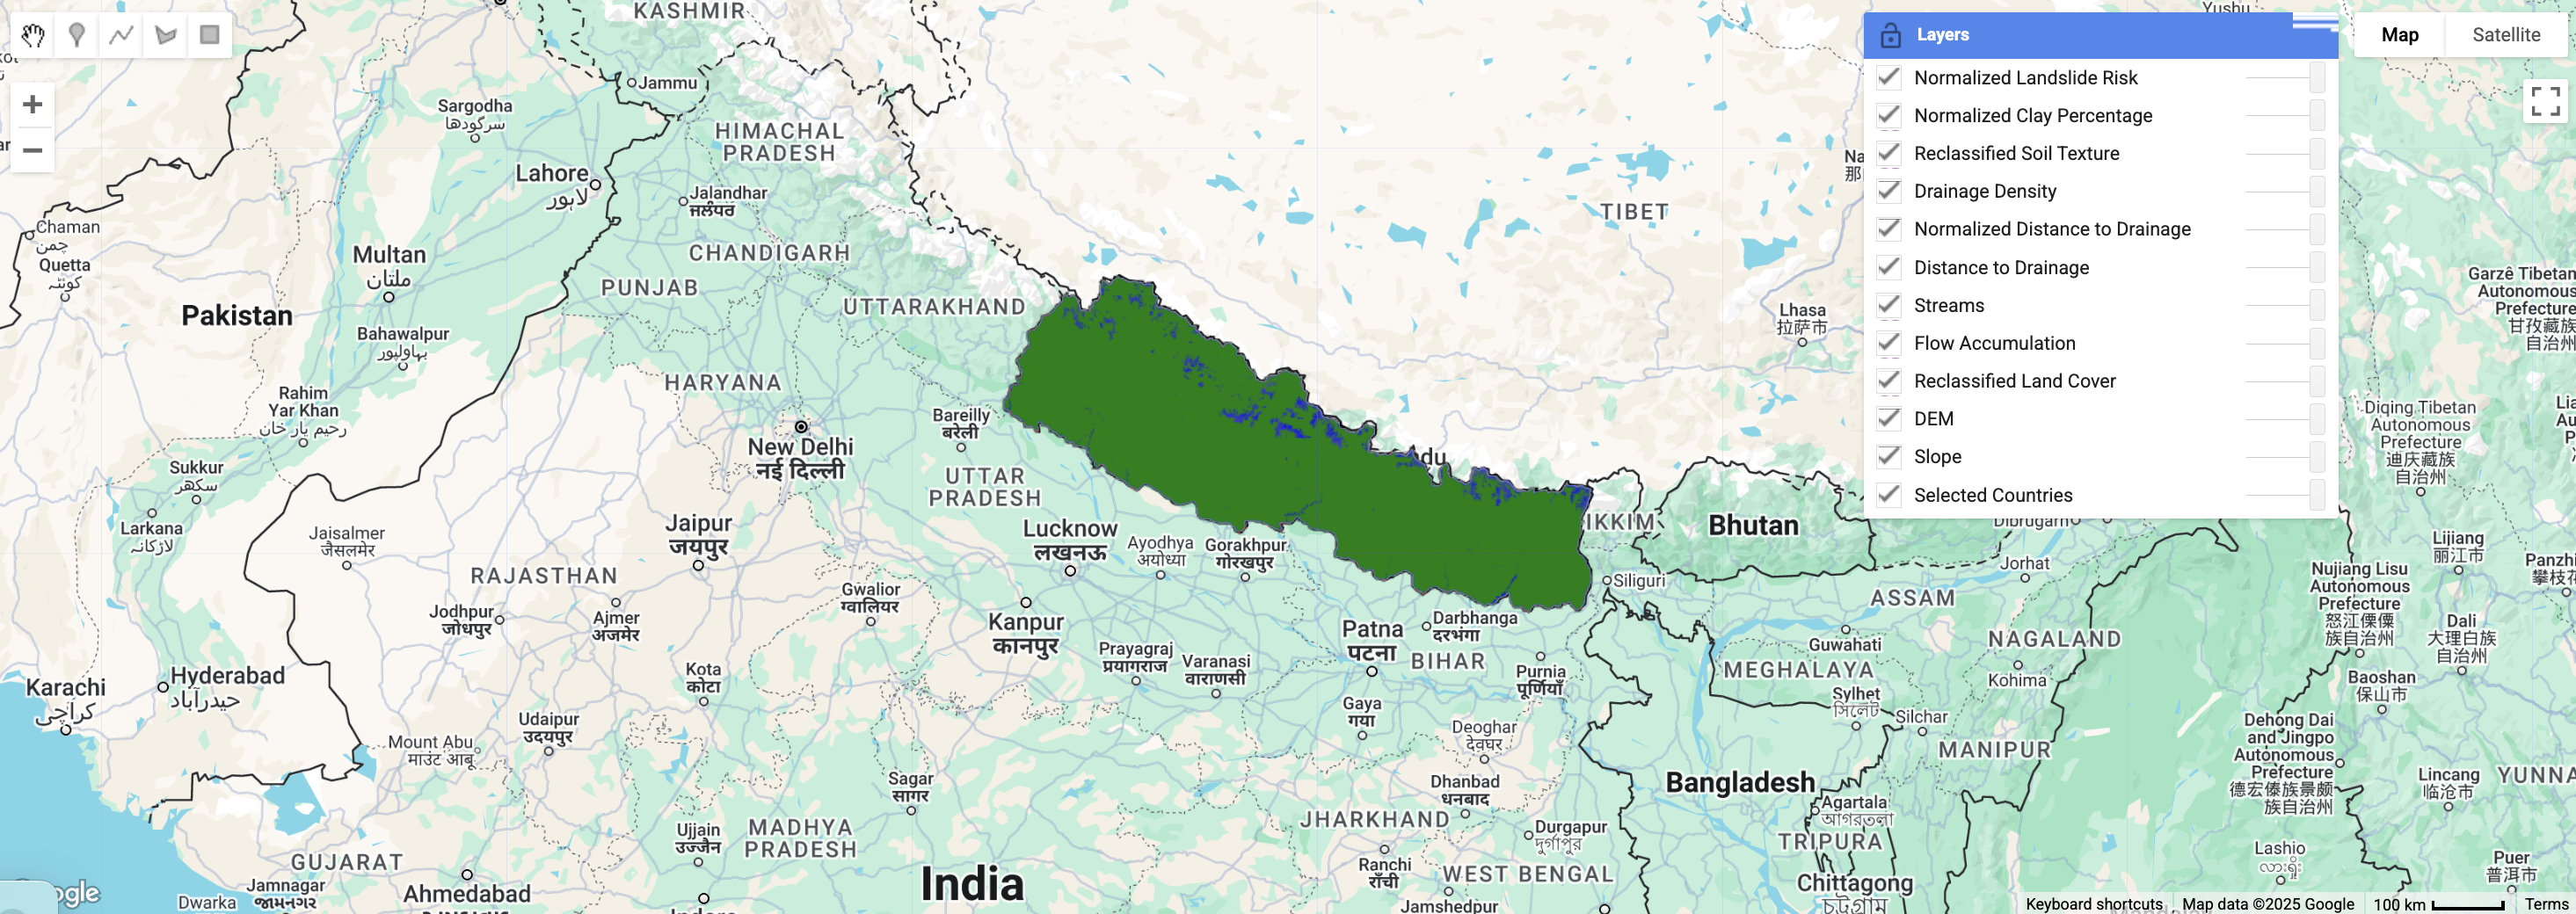 KASHMIR
Yushu
Layers
Map
Satellite
Normalized Landslide Risk
Normalized Clay Percentage
Reclassified Soil Texture
Drainage Density
Normalized Distance to Drainage
Distance to Drainage
Streams
Flow Accumulation
Reclassified Land Cover
DEM
Slope
Selected Countries
Jammu
Sargodha
سرگودھا
HIMACHAL
PRADESH
Lahore
لاہور
Jalandhar
ਜਲੰਧਰ
Chaman
چمن
Quetta
کوئٹہ
Multan
ملتان
CHANDIGARH
PUNJAB
UTTARAKHAND
TIBET
Na
那
Pakistan
Bahawalpur
بہاولپور
Lhasa
拉萨市
Garzê Tibetan
Autonomous
Prefecture
甘孜藏族
自治州
HARYANA
Rahim
Yar Khan
رحیم یار خان
Bareilly
बरेली
New Delhi
नई दिल्ली
Diqing Tibetan
Autonomous
Prefecture
迪庆藏族
自治州
Sukkur
سکھر
UTTAR
PRADESH
du
Larkana
لاڑکانہ
Jaisalmer
जैसलमेर
Jaipur
जयपुर
Lucknow
लखनऊ
Ayodhya
अयोध्या
Gorakhpur
गोरखपुर
IKKIM
Bhutan
Dibrugarh
Lijiang
丽江市
Panzhi
攀枝花
RAJASTHAN
Siliguri
Jorhat
ASSAM
Nujiang Lisu
Autonomous
Prefecture
怒江傈僳
族自治州
Jodhpur
जोधपुर
Ajmer
अजमेर
Gwalior
ग्वालियर
Kanpur
कानपुर
Patna
पटना
Darbhanga
दरभंगा
BIHAR
Guwahati
NAGALAND
Dali
大理白族
自治州
Kota
कोटा
Prayagraj
प्रयागराज
Varanasi
वाराणसी
Purnia
पूर्णियाँ
MEGHALAYA
Kohima
Baoshan
保山市
Karachi
کراچی
Hyderabad
حیدرآباد
Udaipur
उदयपुर
Gaya
गया
Sylhet
সিলেট
Silchar
Mount Abu
माउंट आबू
Deoghar
देवघर
MANIPUR
Dehong Dai
and Jingpo
Autonomous
Prefecture
德宏傣族景颇
族自治州
Sagar
सागर
Dhanbad
धनबाद
Bangladesh
Lincang
临沧市
YUNNA
Agartala
আগরতলা
Ujjain
उज्जैन
MADHYA
PRADESH
JHARKHAND
Durgapur
দুর্গাপুর
TRIPURA
GUJARAT
Ranchi
राँची
WEST BENGAL
Lashio
လားရှိုး
Puer
普洱市
ogle
Jamnagar
જામનગર
Dwarka
Ahmedabad
India
Chittagong
চট্টগ্রাম
Jamshedpur
Keyboard shortcuts
Map data ©2025 Google
100 km
Terms